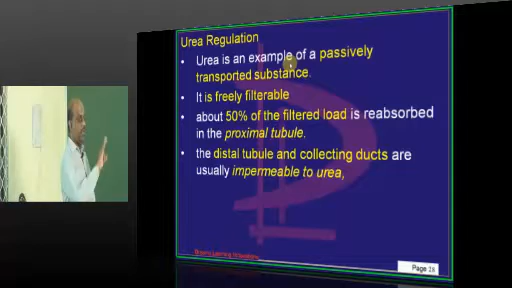 Urea Regulation
• Urea is an example of a passively
transported substance.
• It is freely filterable
• about 50% of the filtered load is reabsorbed
in the proximal tubule.
• the distal tubule and collecting ducts are
usually impermeable to urea,
Page 28